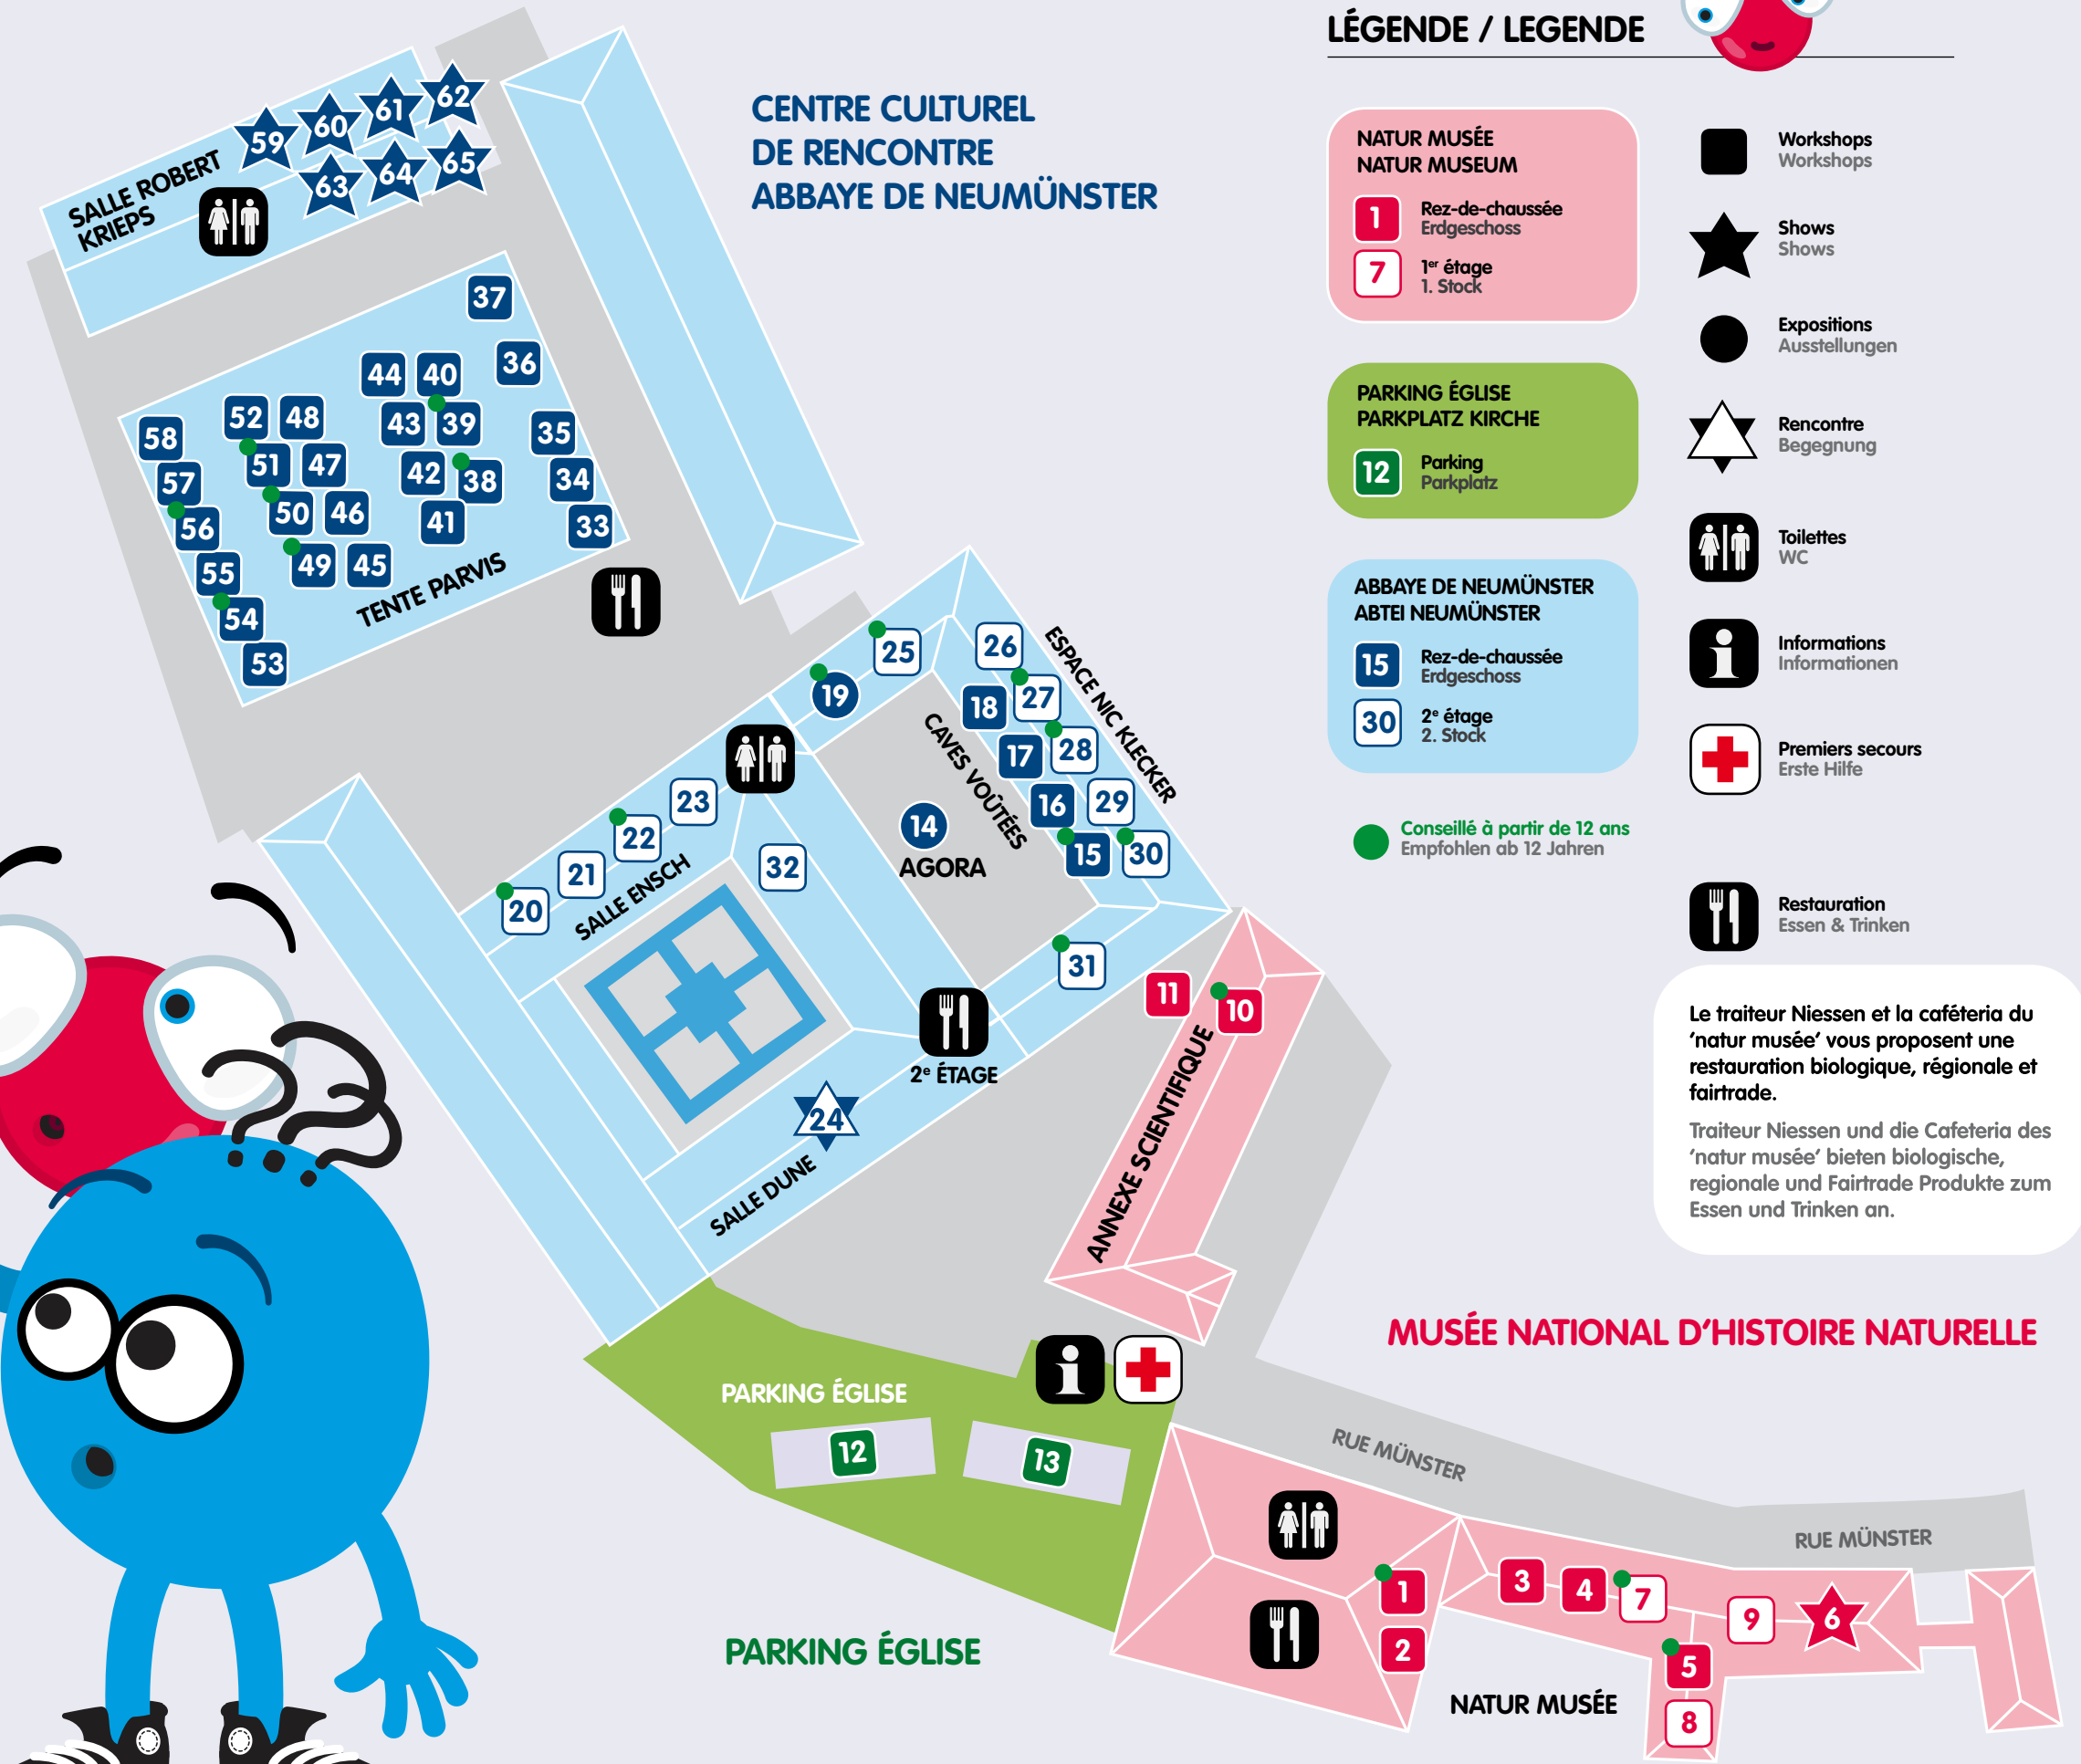 LÉGENDE / LEGENDE
CENTRE CULTUREL
DE RENCONTRE
ABBAYE DE NEUMÜNSTER
59
60
61
62
63
64
65
SALLE ROBERT
KRIEPS
37
36
44
40
43
39
35
42
38
34
41
33
52
48
51
47
50
46
49
45
58
57
56
55
54
53
TENTE PARVIS
25
19
26
ESPACE NIC KLECKER
18
27
17
28
16
29
15
30
CAVES VOÛTÉES
14
AGORA
23
22
21
20
SALLE ENSCH
32
31
2e ÉTAGE
24
SALLE DUNE
11
10
ANNEXE SCIENTIFIQUE
NATUR MUSÉE
NATUR MUSEUM
1
Rez-de-chaussée
Erdgeschoss
7
1er étage
1. Stock
PARKING ÉGLISE
PARKPLATZ KIRCHE
12
Parking
Parkplatz
ABBAYE DE NEUMÜNSTER
ABTEI NEUMÜNSTER
15
Rez-de-chaussée
Erdgeschoss
30
2e étage
2. Stock
Conseillé à partir de 12 ans
Empfohlen ab 12 Jahren
Workshops
Workshops
Shows
Shows
Expositions
Ausstellungen
Rencontre
Begegnung
Toilettes
WC
Informations
Informationen
Premiers secours
Erste Hilfe
Restauration
Essen & Trinken
Le traiteur Niessen et la caféteria du
‘natur musée’ vous proposent une
restauration biologique, régionale et
fairtrade.
Traiteur Niessen und die Cafeteria des
‘natur musée’ bieten biologische,
regionale und Fairtrade Produkte zum
Essen und Trinken an.
MUSÉE NATIONAL D’HISTOIRE NATURELLE
PARKING ÉGLISE
12
13
RUE MÜNSTER
RUE MÜNSTER
1
2
3
4
7
9
6
5
8
NATUR MUSÉE
PARKING ÉGLISE